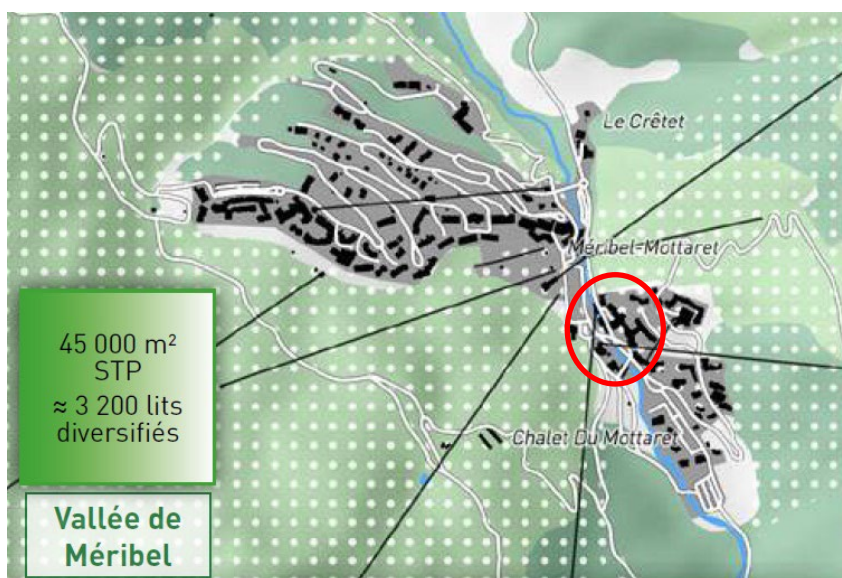 Le Crêtet
Méribel-Mottaret
45 000 m²
STP
≈ 3 200 lits
diversifiés
Chalet Du Mottaret
Vallée de
Méribel